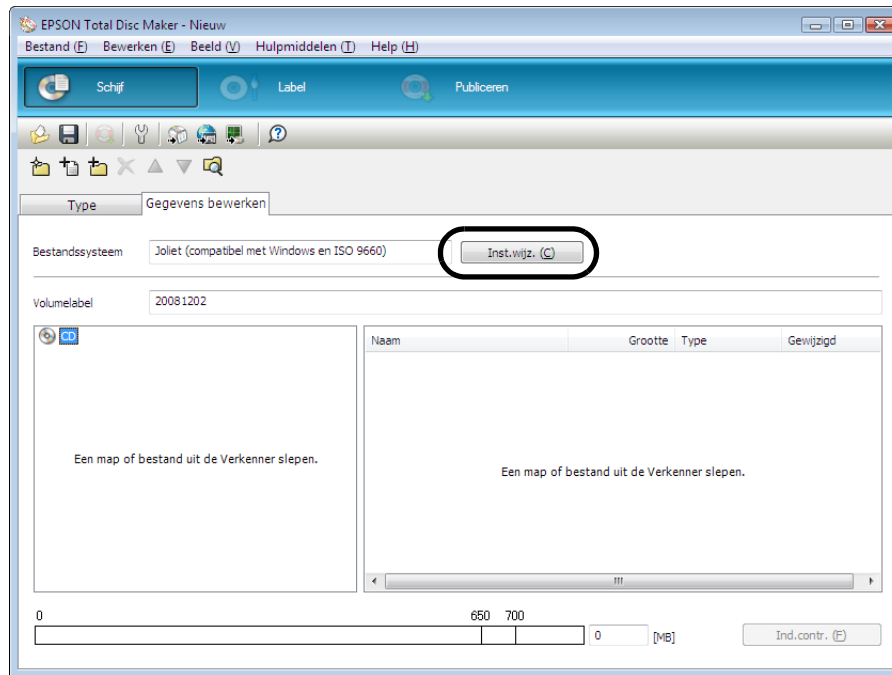 EPSON Total Disc Maker - Nieuw
Bestand (F) Bewerken (E) Beeld (V) Hulpmiddelen (T) Help (H)
Schijf Label Publiceren
Type Gegevens bewerken
Bestandssysteem Joliet (compatibel met Windows en ISO 9660) Inst.wijz. (C)
Volumelabel 20081202
CD
Naam Grootte Type Gewijzigd
Een map of bestand uit de Verkenner slepen.
Een map of bestand uit de Verkenner slepen.
0 650 700
0 [MB] Ind.contr. (F)